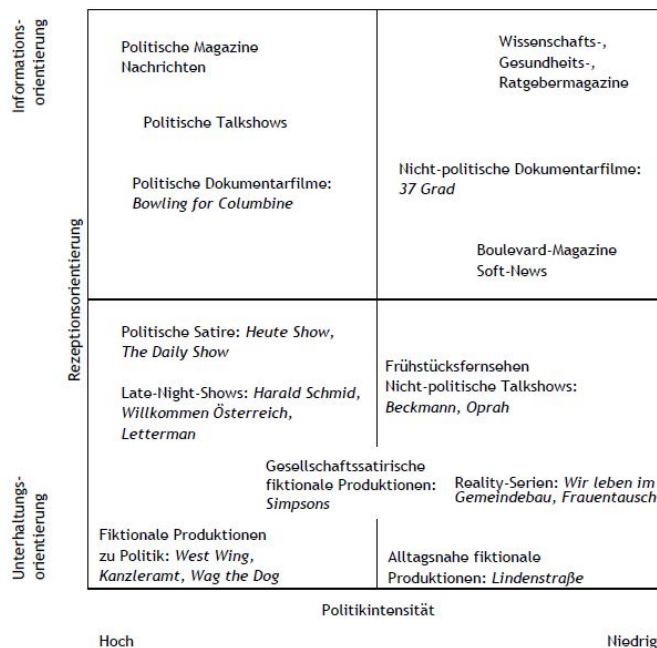 Informations-
orientierung
Politische Magazine
Nachrichten
Wissenschafts-,
Gesundheits-,
Ratgebermagazine
Politische Talkshows
Politische Dokumentarfilme:
Bowling for Columbine
Nicht-politische Dokumentarfilme:
37 Grad
Boulevard-Magazine
Soft-News
Rezeptionsorientierung
Politische Satire: Heute Show,
The Daily Show
Late-Night-Shows: Harald Schmid,
Willkommen Österreich,
Letterman
Frühstücksfernsehen
Nicht-politische Talkshows:
Beckmann, Oprah
Gesellschaftssatirische
fiktionale Produktionen:
Simpsons
Reality-Serien: Wir leben im
Gemeindebau, Frauentausch
Unterhaltungs-
orientierung
Fiktionale Produktionen
zu Politik: West Wing,
Kanzleramt, Wag the Dog
Alltagsnahe fiktionale
Produktionen: Lindenstraße
Politikintensität
Hoch
Niedrig